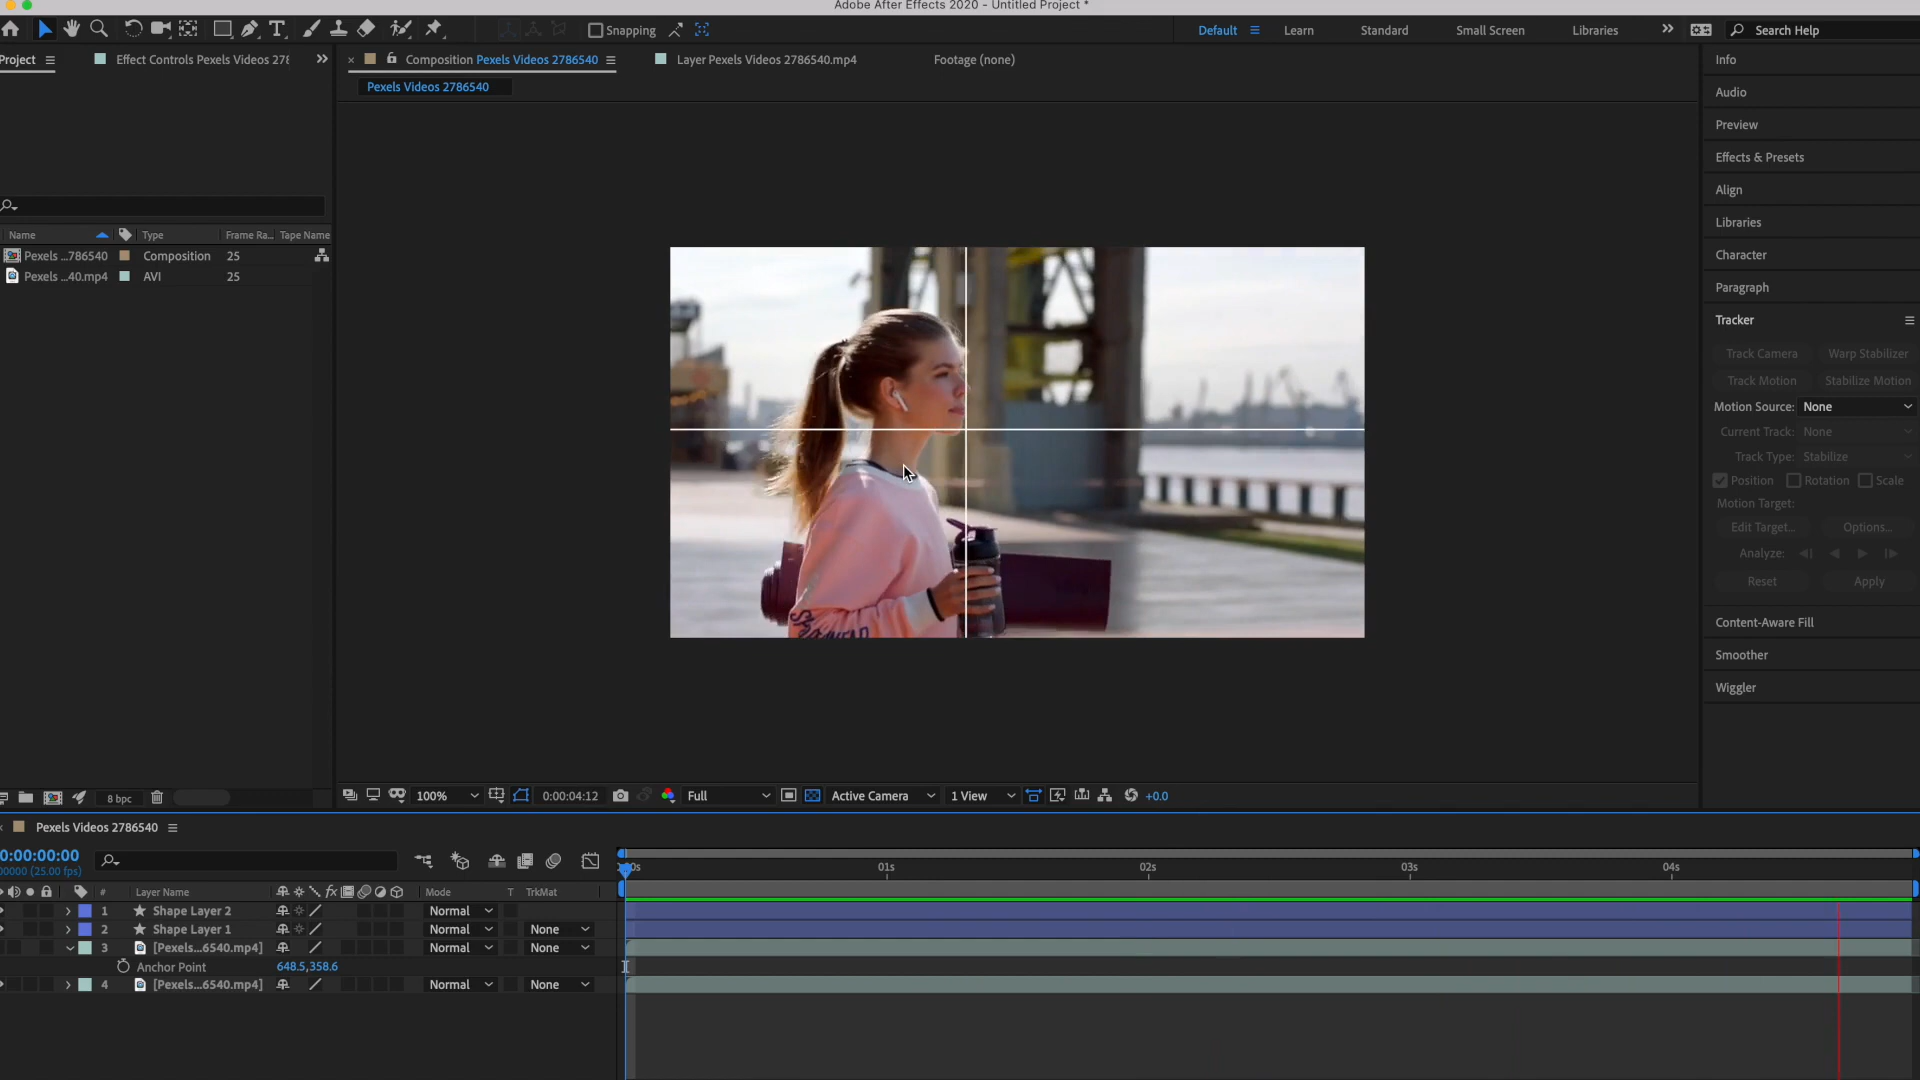 Adobe After Effects 2020 - Untitled Project *
Snapping
Default
Learn
Standard
Small Screen
Libraries
Search Help
Project
Effect Controls Pexels Videos 278
Composition Pexels Videos 2786540
Layer Pexels Videos 2786540.mp4
Footage (none)
Pexels Videos 2786540
Name
Type
Frame Ra...
Tape Name
Pexels ...786540
Composition
25
Pexels ...40.mp4
AVI
25
8 bpc
Info
Audio
Preview
Effects & Presets
Align
Libraries
Character
Paragraph
Tracker
Track Camera
Warp Stabilizer
Track Motion
Stabilize Motion
Motion Source: None
Current Track: None
Track Type: Stabilize
Position
Rotation
Scale
Motion Target:
Edit Target...
Options...
Analyze:
Reset
Apply
Content-Aware Fill
Smoother
Wiggler
100%
0:00:04:12
Full
Active Camera
1 View
+0.0
Pexels Videos 2786540
0:00:00:00
00000 (25.00 fps)
# Layer Name
fx
Mode
T TrkMat
1 Shape Layer 2
Normal
2 Shape Layer 1
Normal
None
3 [Pexels...6540.mp4]
Normal
None
Anchor Point
648.5,358.6
4 [Pexels...6540.mp4]
Normal
None
01s
02s
03s
04s